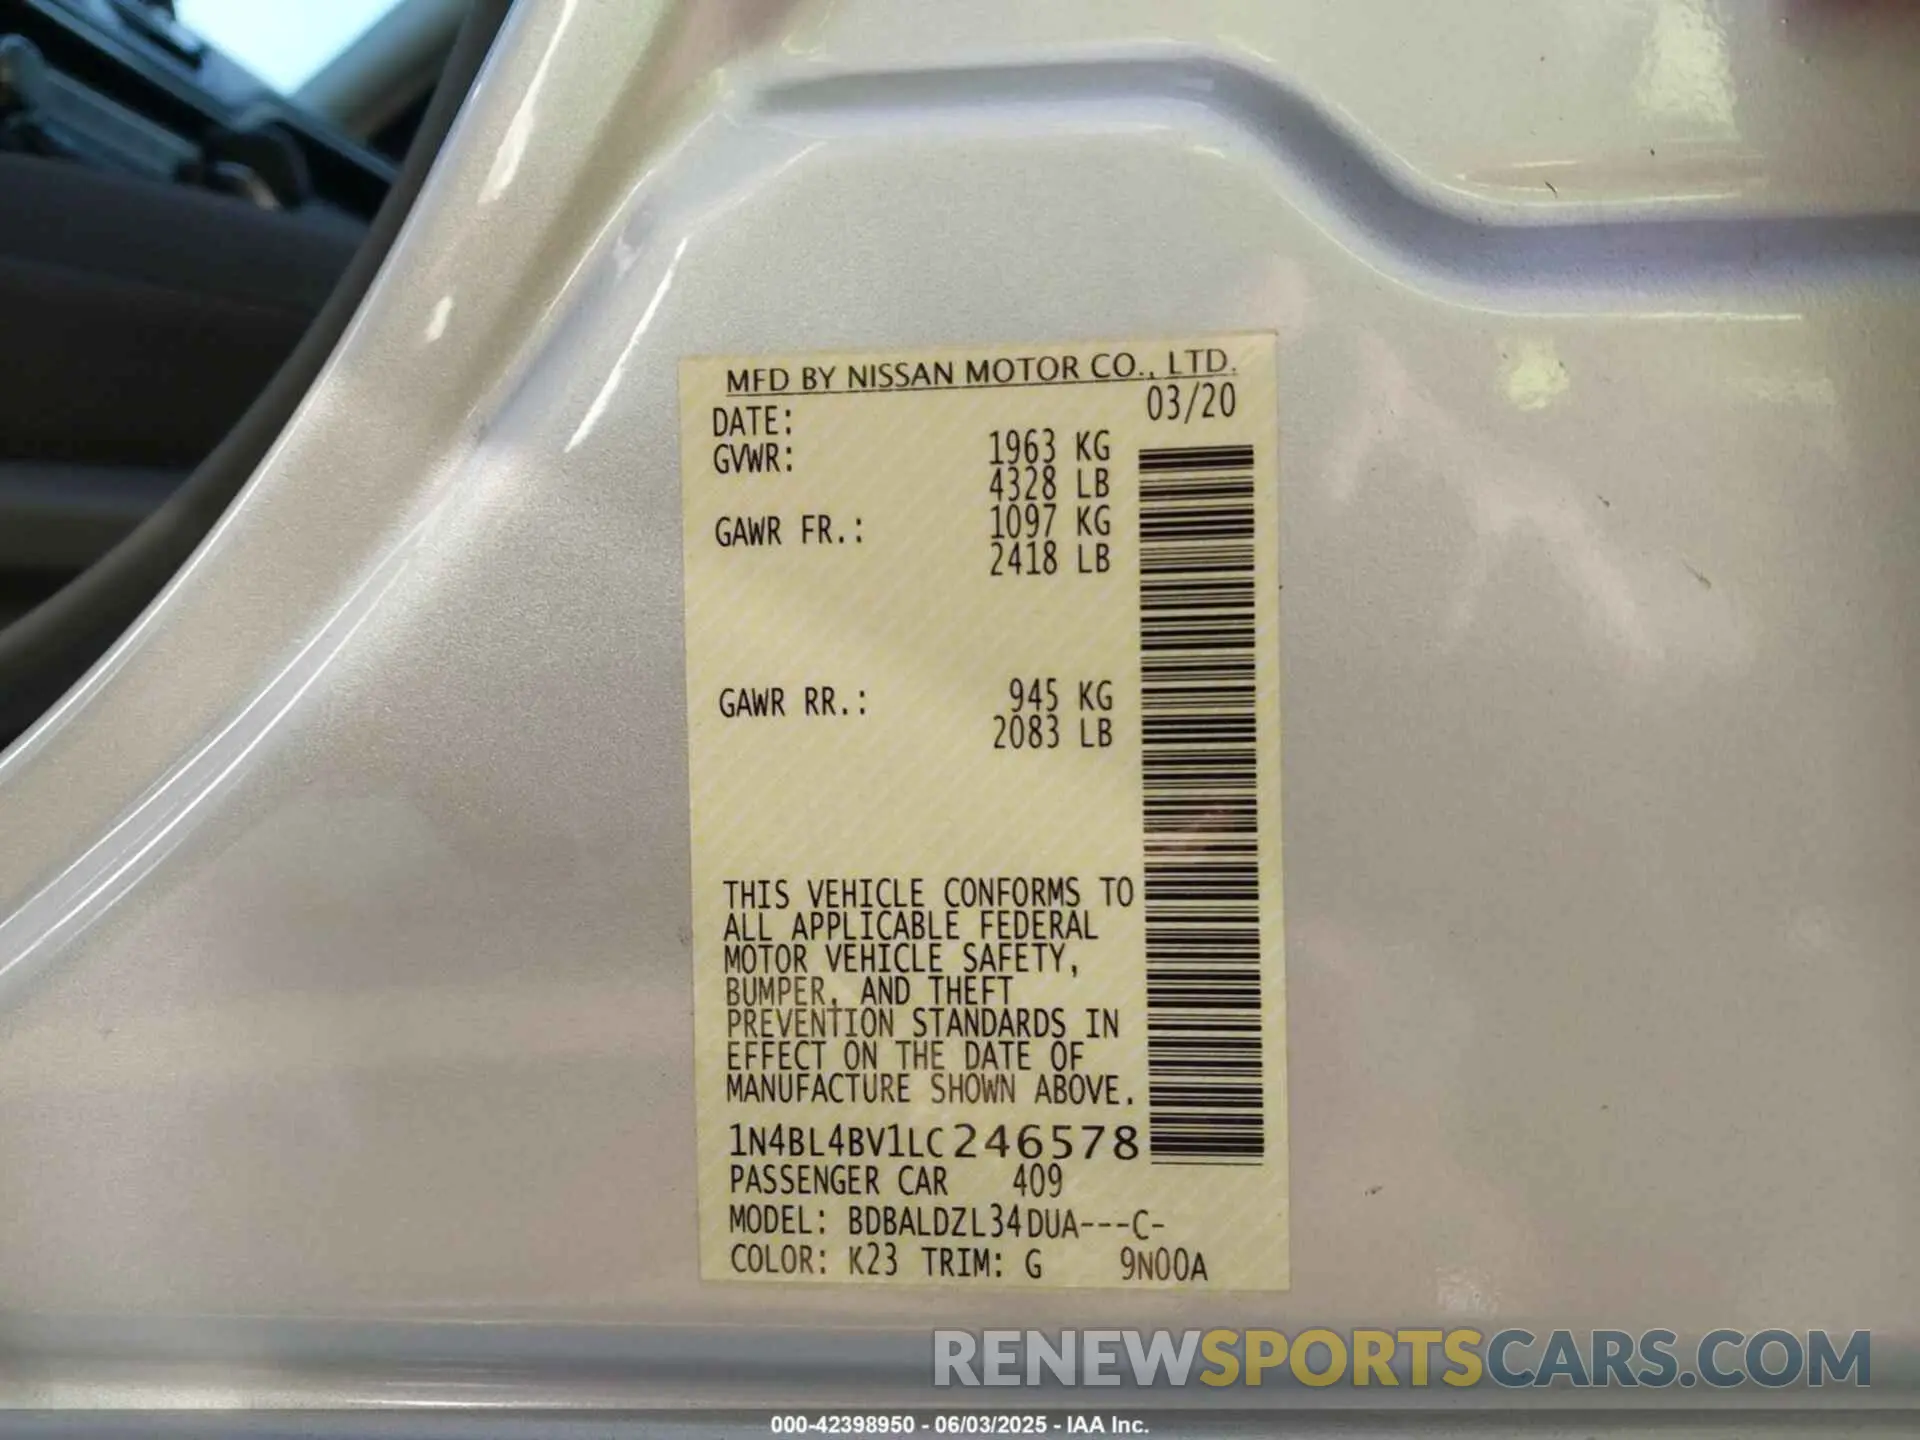 MFD BY NISSAN MOTOR CO., LTD.
DATE: 03/20
GVWR: 1963 KG
4328 LB
GAWR FR.: 1097 KG
2418 LB
GAWR RR.: 945 KG
2083 LB
THIS VEHICLE CONFORMS TO
ALL APPLICABLE FEDERAL
MOTOR VEHICLE SAFETY,
BUMPER, AND THEFT
PREVENTION STANDARDS IN
EFFECT ON THE DATE OF
MANUFACTURE SHOWN ABOVE.
1N4BL4BV1LC246578
PASSENGER CAR 409
MODEL: BDBALDZL34DUA---C-
COLOR: K23 TRIM: G 9N00A
RENEWSPORTSCARS.COM
000-42398950 - 06/03/2025 - IAA Inc.